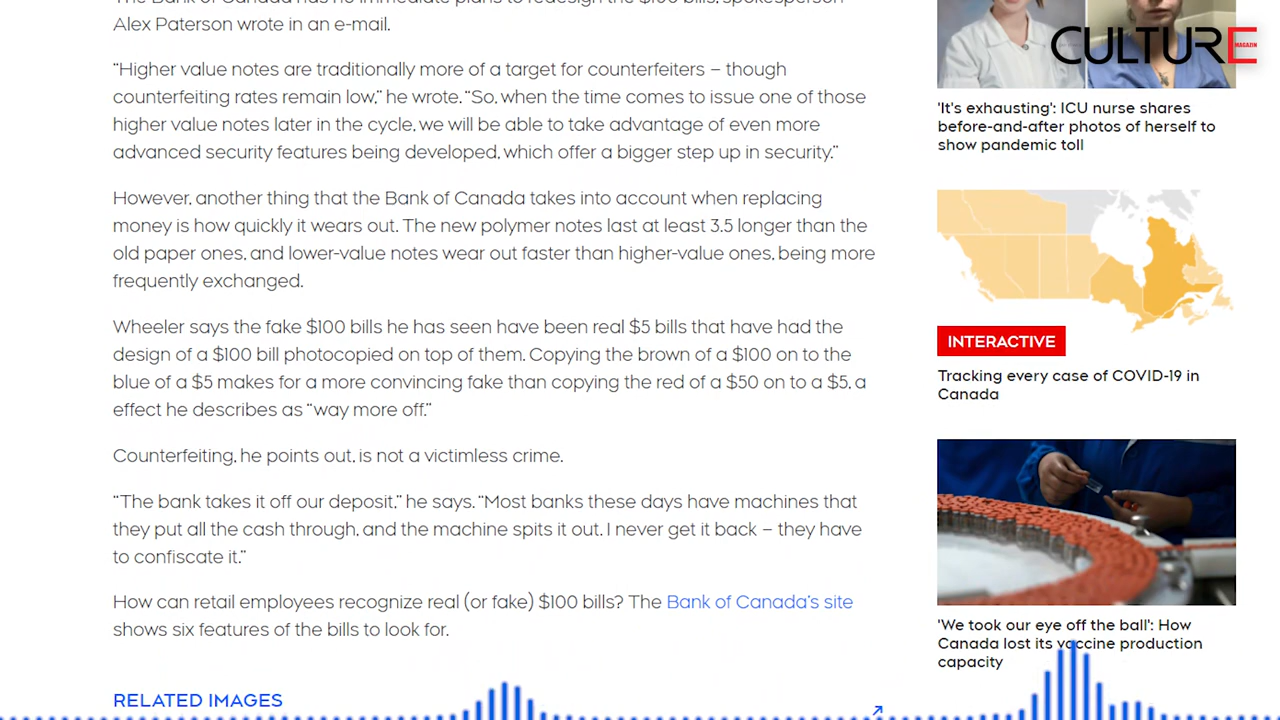 The Bank of Canada has no immediate plans to redesign the $100 bills, spokesperson
Alex Paterson wrote in an e-mail.
“Higher value notes are traditionally more of a target for counterfeiters – though
counterfeiting rates remain low,” he wrote. “So, when the time comes to issue one of those
higher value notes later in the cycle, we will be able to take advantage of even more
advanced security features being developed, which offer a bigger step up in security.”
However, another thing that the Bank of Canada takes into account when replacing
money is how quickly it wears out. The new polymer notes last at least 3.5 longer than the
old paper ones, and lower-value notes wear out faster than higher-value ones, being more
frequently exchanged.
Wheeler says the fake $100 bills he has seen have been real $5 bills that have had the
design of a $100 bill photocopied on top of them. Copying the brown of a $100 on to the
blue of a $5 makes for a more convincing fake than copying the red of a $50 on to a $5, a
effect he describes as “way more off.”
Counterfeiting, he points out, is not a victimless crime.
“The bank takes it off our deposit,” he says. “Most banks these days have machines that
they put all the cash through, and the machine spits it out. I never get it back – they have
to confiscate it.”
How can retail employees recognize real (or fake) $100 bills? The Bank of Canada’s site
shows six features of the bills to look for.
RELATED IMAGES
CULTURE
MAGAZIN
'It's exhausting': ICU nurse shares
before-and-after photos of herself to
show pandemic toll
INTERACTIVE
Tracking every case of COVID-19 in
Canada
'We took our eye off the ball': How
Canada lost its vaccine production
capacity